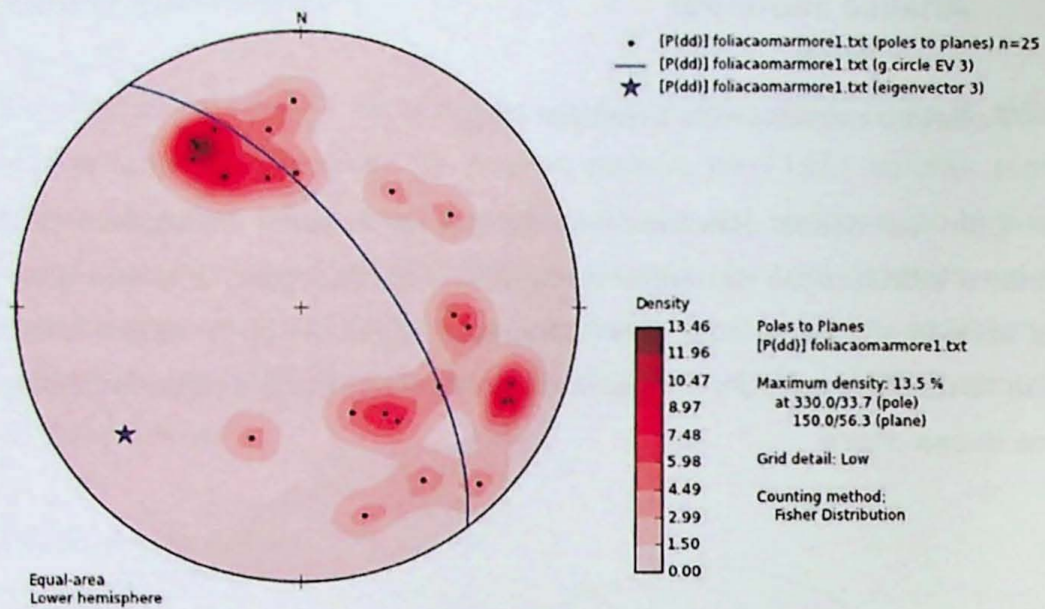 N
[P(dd)] foliacaomarmore1.txt (poles to planes) n=25
[P(dd)] foliacaomarmore1.txt (g.circle EV 3)
[P(dd)] foliacaomarmore1.txt (eigenvector 3)
Density
13.46
11.96
10.47
8.97
7.48
5.98
4.49
2.99
1.50
0.00
Poles to Planes
[P(dd)] foliacaomarmore1.txt
Maximum density: 13.5 %
at 330.0/33.7 (pole)
150.0/56.3 (plane)
Grid detail: Low
Counting method:
Fisher Distribution
Equal-area
Lower hemisphere